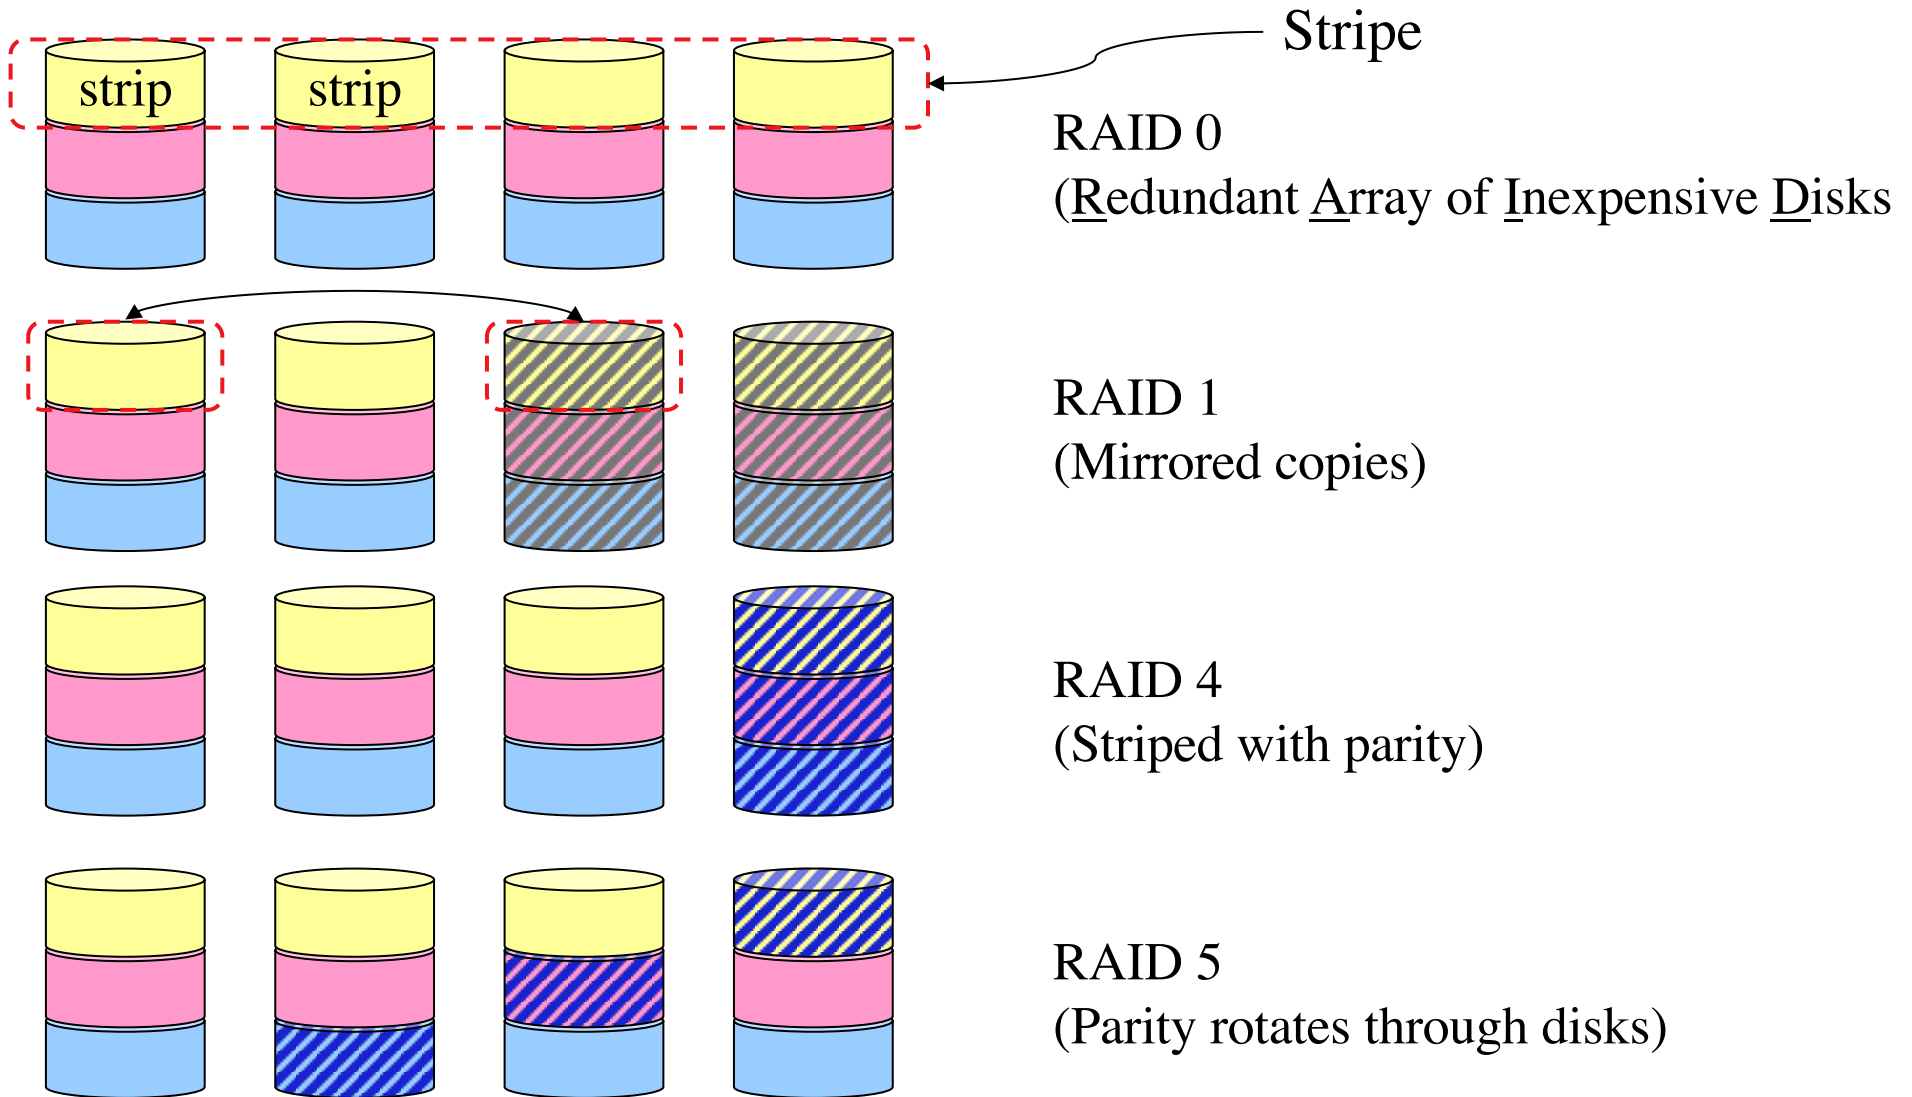 Stripe
strip strip
RAID 0
(Redundant Array of Inexpensive Disks
RAID 1
(Mirrored copies)
RAID 4
(Striped with parity)
RAID 5
(Parity rotates through disks)